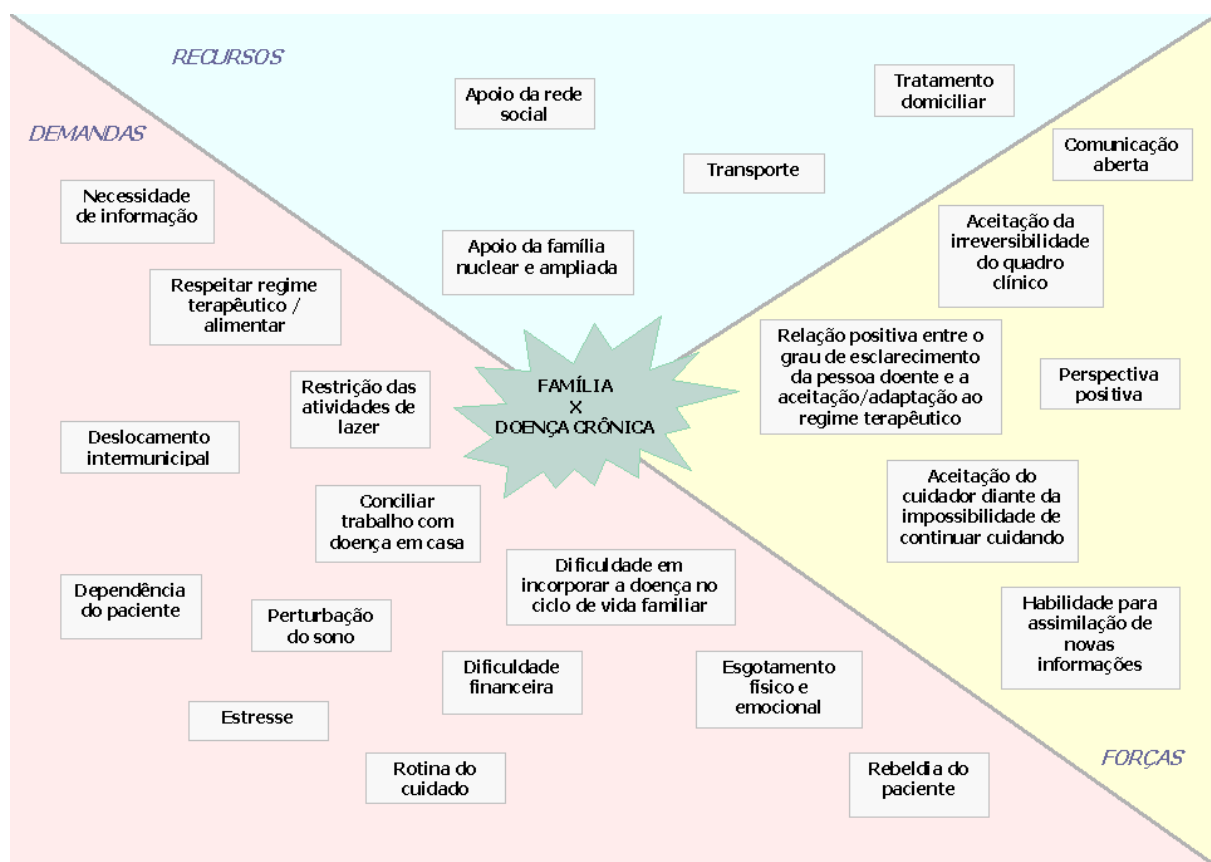 RECURSOS
Apoio da rede
social
Tratamento
domiciliar
Transporte
Apoio da família
nuclear e ampliada
DEMANDAS
Necessidade
de informação
Respeitar regime
terapêutico /
alimentar
Restrição das
atividades de
lazer
Deslocamento
intermunicipal
Conciliar
trabalho com
doença em casa
Dificuldade em
incorporar a doença no
ciclo de vida familiar
Dependência
do paciente
Perturbação
do sono
Dificuldade
financeira
Esgotamento
físico e
emocional
Estresse
Rotina do
cuidado
Rebeldia do
paciente
FAMÍLIA
X
DOENÇA CRÔNICA
Comunicação
aberta
Aceitação da
irreversibilidade
do quadro
clínico
Relação positiva entre o
grau de esclarecimento
da pessoa doente e a
aceitação/adaptação ao
regime terapêutico
Perspectiva
positiva
Aceitação do
cuidador diante da
impossibilidade de
continuar cuidando
Habilidade para
assimilação de
novas
informações
FORÇAS